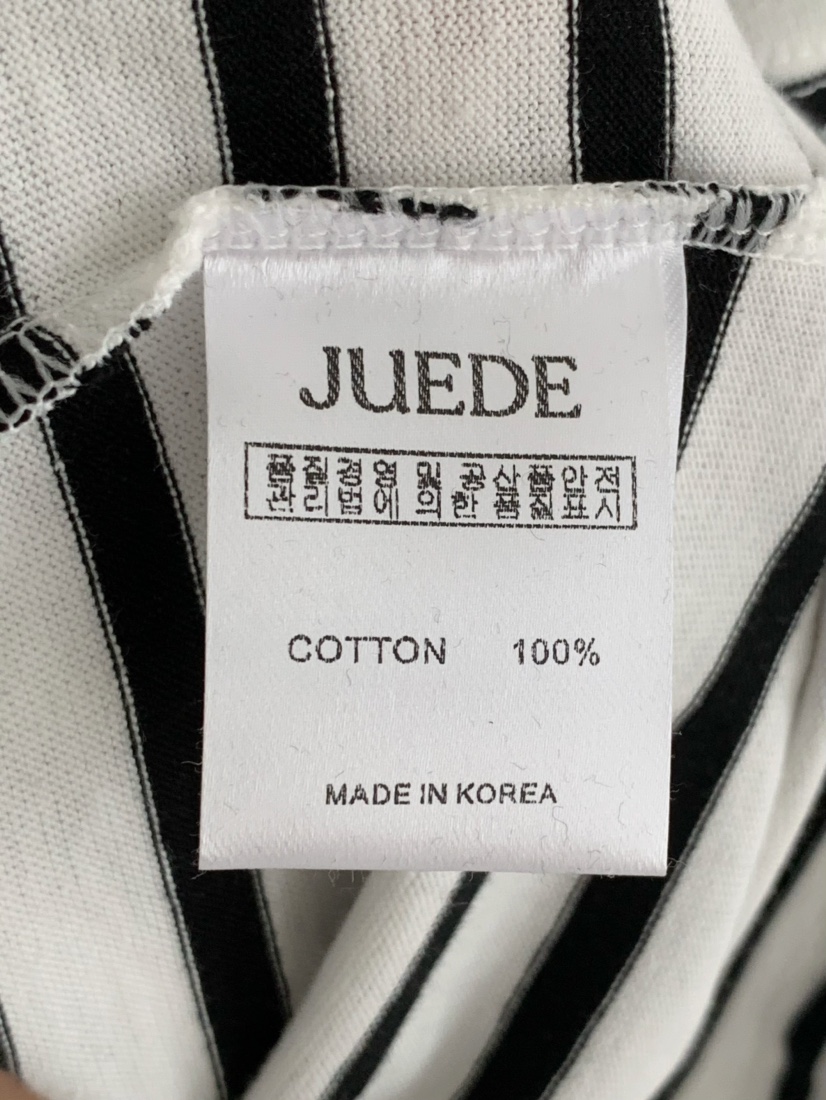 JUEDE
품질경영 및 공산품안전
관리법에 의한 품질표시
COTTON 100%
MADE IN KOREA